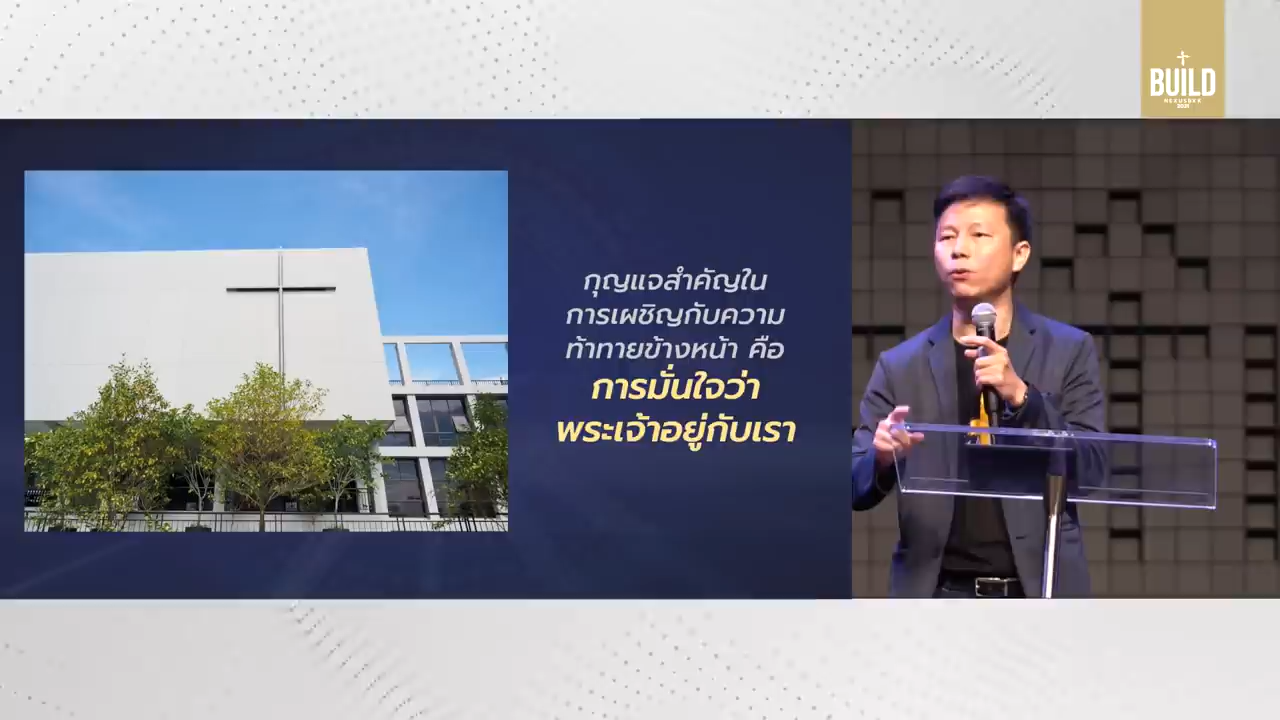 BUILD
NEXUSBKK
2021
กุญแจสำคัญใน
การเผชิญกับความ
ท้าทายข้างหน้า คือ
การมั่นใจว่า
พระเจ้าอยู่กับเรา